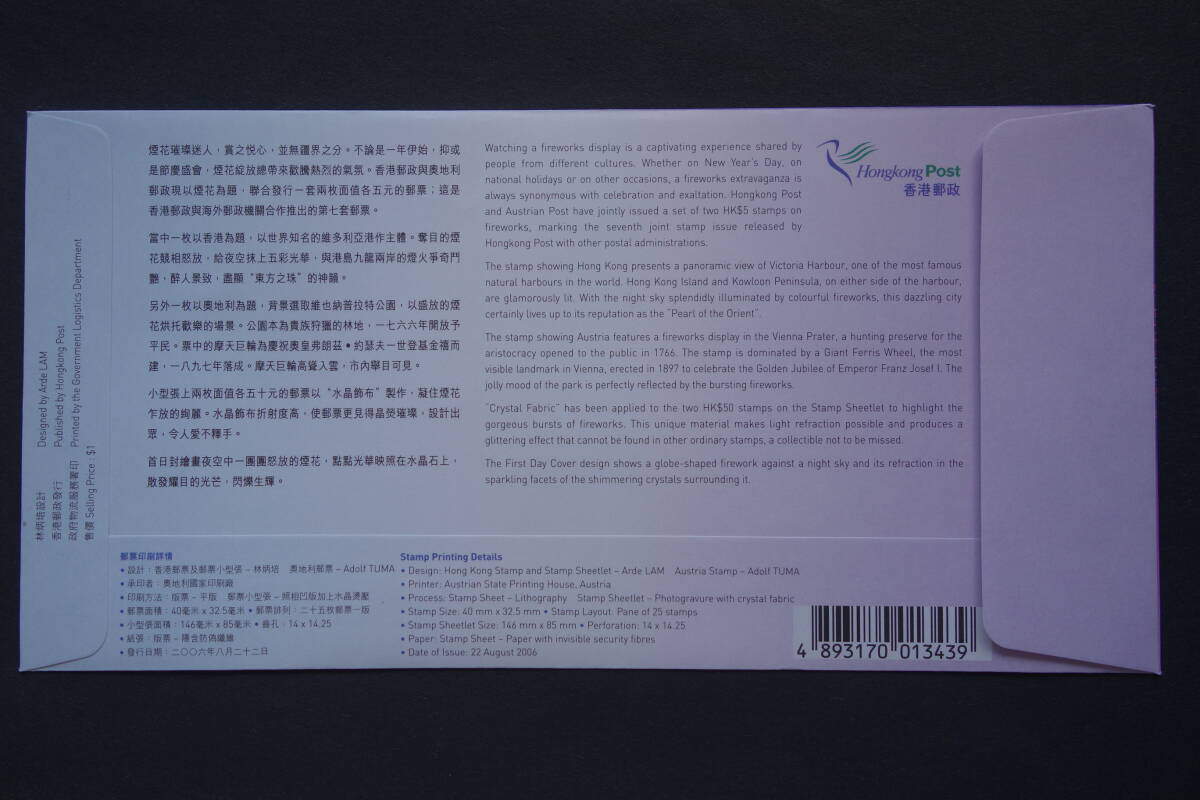 煙花璀璨迷人，賞之悅心，並無疆界之分。不論是一年伊始，抑或
是節慶盛會，煙花綻放總帶來歡騰熱烈的氣氛。香港郵政與奧地利
郵政現以煙花為題，聯合發行一套兩枚面值各五元的郵票；這是
香港郵政與海外郵政機關合作推出的第七套郵票。
當中一枚以香港為題，以世界知名的維多利亞港作主體。奪目的煙
花競相怒放，給夜空抹上五彩光華，與港島九龍兩岸的燈火爭奇鬥
艷，醉人景致，盡顯“東方之珠”的神韻。
另外一枚以奧地利為題，背景選取維也納普拉特公園，以盛放的煙
花烘托歡樂的場景。公園本為貴族狩獵的林地，一七六六年開放予
平民。票中的摩天巨輪為慶祝奧皇弗朗茲•約瑟夫一世登基金禧而
建，一八九七年落成。摩天巨輪高聳入雲，市內舉目可見。
小型張上兩枚面值各五十元的郵票以“水晶飾布”製作，凝住煙花
乍放的絢麗。水晶飾布折射度高，使郵票更見得晶熒璀璨，設計出
眾，令人愛不釋手。
首日封繪畫夜空中一團團怒放的煙花，點點光華映照在水晶石上，
散發耀目的光芒，閃爍生輝。
Watching a fireworks display is a captivating experience shared by
people from different cultures. Whether on New Year's Day, on
national holidays or on other occasions, a fireworks extravaganza is
always synonymous with celebration and exaltation. Hongkong Post
and Austrian Post have jointly issued a set of two HK$5 stamps on
fireworks, marking the seventh joint stamp issue released by
Hongkong Post with other postal administrations.
The stamp showing Hong Kong presents a panoramic view of Victoria Harbour, one of the most famous
natural harbours in the world. Hong Kong Island and Kowloon Peninsula, on either side of the harbour,
are glamorously lit. With the night sky splendidly illuminated by colourful fireworks, this dazzling city
certainly lives up to its reputation as the “Pearl of the Orient”.
The stamp showing Austria features a fireworks display in the Vienna Prater, a hunting preserve for the
aristocracy opened to the public in 1766. The stamp is dominated by a Giant Ferris Wheel, the most
visible landmark in Vienna, erected in 1897 to celebrate the Golden Jubilee of Emperor Franz Josef I. The
jolly mood of the park is perfectly reflected by the bursting fireworks.
“Crystal Fabric” has been applied to the two HK$50 stamps on the Stamp Sheetlet to highlight the
gorgeous bursts of fireworks. This unique material makes light refraction possible and produces a
glittering effect that cannot be found in other ordinary stamps, a collectible not to be missed.
The First Day Cover design shows a globe-shaped firework against a night sky and its refraction in the
sparkling facets of the shimmering crystals surrounding it.
Hongkong Post
香港郵政
林炳培設計 Designed by Arde LAM
香港郵政發行 Published by Hongkong Post
政府物流服務署印 Printed by the Government Logistics Department
售價 Selling Price : $1
郵票印刷詳情
• 設計：香港郵票及郵票小型張 – 林炳培 奧地利郵票 – Adolf TUMA
• 承印者：奧地利國家印刷廠
• 印刷方法：版票 – 平版 郵票小型張 – 照相凹版加上水晶燙壓
• 郵票面積：40毫米 x 32.5毫米 • 郵票排列：二十五枚郵票一版
• 小型張面積：146毫米 x 85毫米 • 齒孔：14 x 14.25
• 紙張：版票 – 隱含防偽纖維
• 發行日期：二〇〇六年八月二十二日
Stamp Printing Details
• Design: Hong Kong Stamp and Stamp Sheetlet – Arde LAM Austria Stamp – Adolf TUMA
• Printer: Austrian State Printing House, Austria
• Process: Stamp Sheet – Lithography Stamp Sheetlet – Photogravure with crystal fabric
• Stamp Size: 40 mm x 32.5 mm • Stamp Layout: Pane of 25 stamps
• Stamp Sheetlet Size: 146 mm x 85 mm • Perforation: 14 x 14.25
• Paper: Stamp Sheet – Paper with invisible security fibres
• Date of Issue: 22 August 2006
4 893170 013439